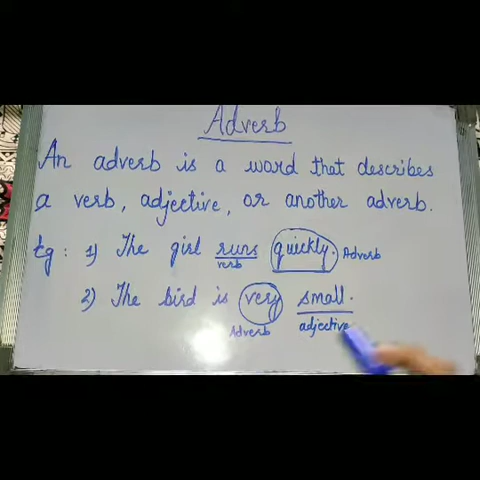 Adverb
An adverb is a word that describes
a verb, adjective, or another adverb.
Eg : 1) The girl runs quickly. Adverb
verb
2) The bird is very small.
Adverb adjective